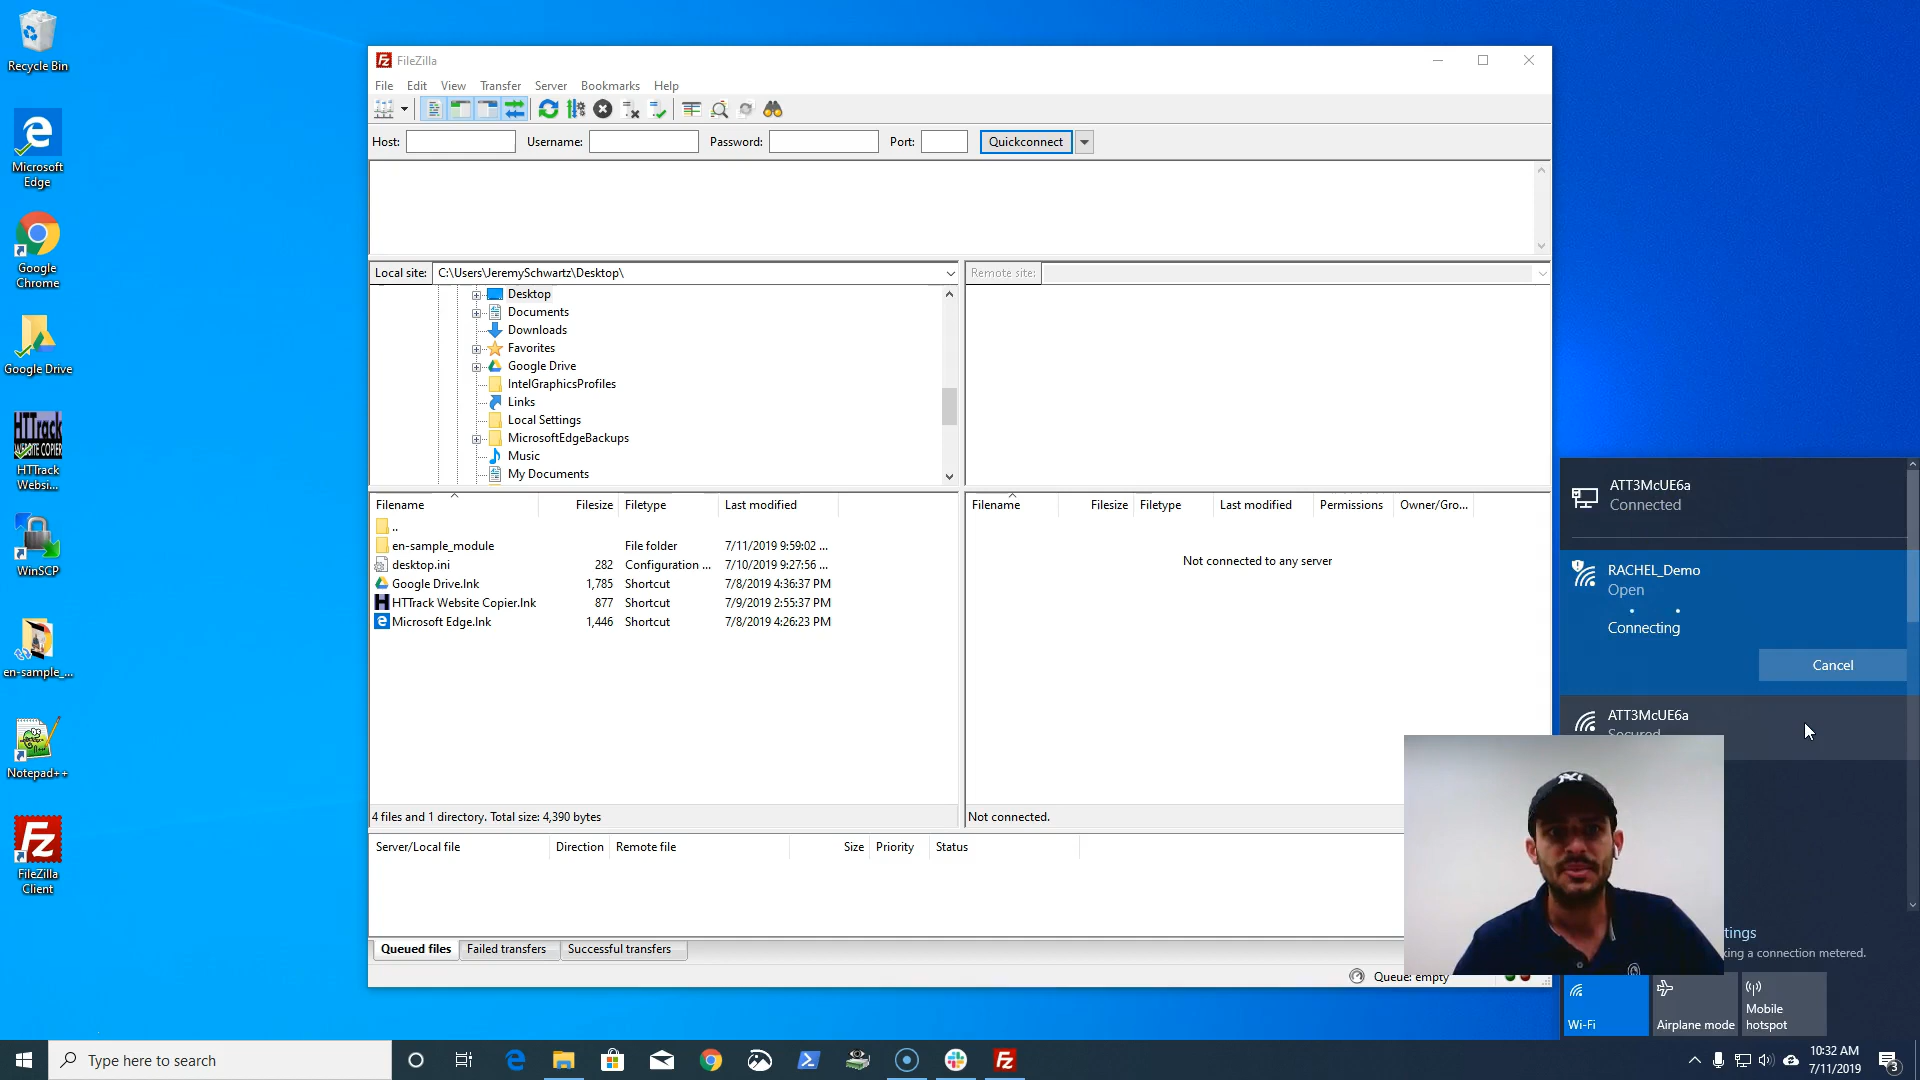 Recycle Bin
Microsoft
Edge
Google
Chrome
Google Drive
HTTrack
WEBSITE COPIER
HTTrack
Websi...
WinSCP
en-sample_...
Notepad++
FileZilla
Client
FileZilla
File Edit View Transfer Server Bookmarks Help
Host: Username: Password: Port: Quickconnect
Local site: C:\Users\JeremySchwartz\Desktop\
Remote site:
Desktop
Documents
Downloads
Favorites
Google Drive
IntelGraphicsProfiles
Links
Local Settings
MicrosoftEdgeBackups
Music
My Documents
Filename Filesize Filetype Last modified
..
en-sample_module File folder 7/11/2019 9:59:02 ...
desktop.ini 282 Configuration ... 7/10/2019 9:27:56 ...
Google Drive.lnk 1,785 Shortcut 7/8/2019 4:36:37 PM
HTTrack Website Copier.lnk 877 Shortcut 7/9/2019 2:55:37 PM
Microsoft Edge.lnk 1,446 Shortcut 7/8/2019 4:26:23 PM
4 files and 1 directory. Total size: 4,390 bytes
Filename Filesize Filetype Last modified Permissions Owner/Gro...
Not connected to any server
Not connected.
Server/Local file Direction Remote file Size Priority Status
Queued files Failed transfers Successful transfers
Queue: empty
ATT3McUE6a
Connected
RACHEL_Demo
Open
Connecting
Cancel
ATT3McUE6a
Secured
tings
king a connection metered.
Wi-Fi
Airplane mode
Mobile
hotspot
Type here to search
10:32 AM
7/11/2019
3